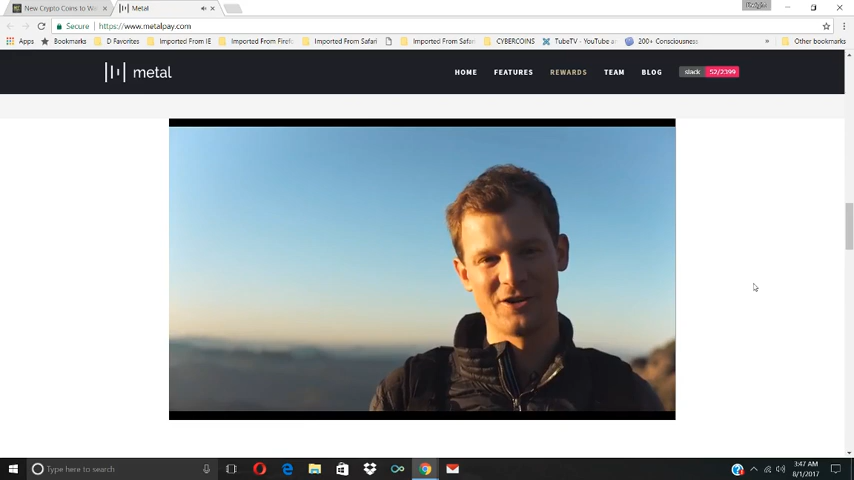 New Crypto Coins to W
Metal
Secure
https://www.metalpay.com
Apps
Bookmarks
D Favorites
Imported From IE
Imported From Firef
Imported From Safari
Imported From Safar
CYBERCOINS
TubeTV - YouTube a
200+ Consciousness
»
Other bookmarks
metal
HOME
FEATURES
REWARDS
TEAM
BLOG
slack 52/2399
Type here to search
3:47 AM
8/1/2017